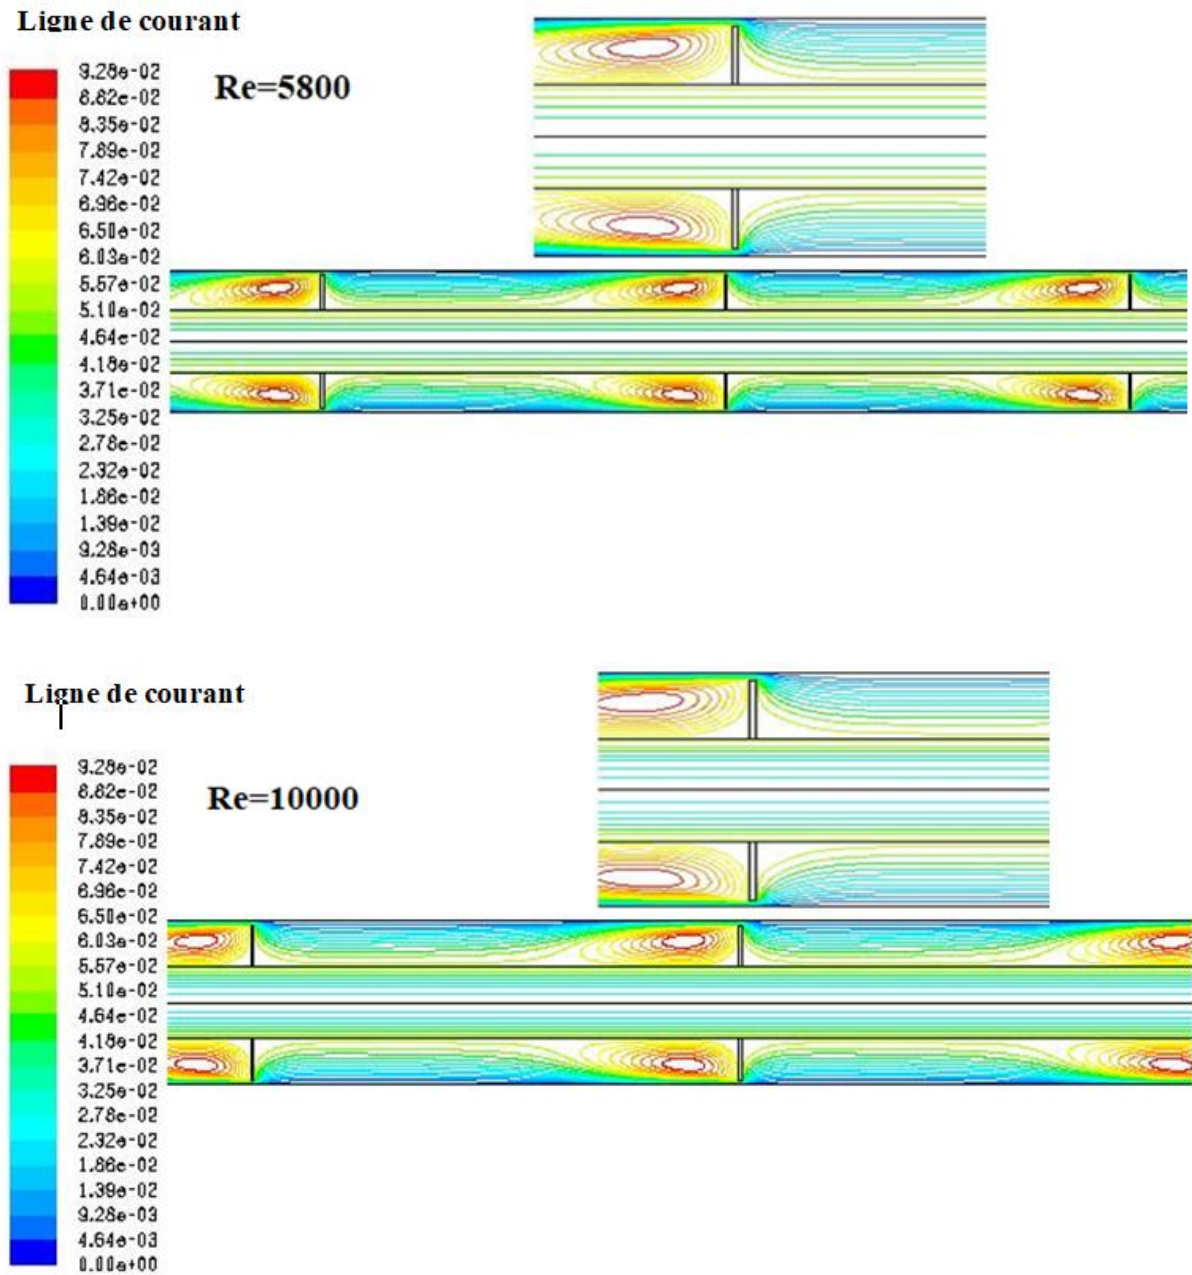 Ligne de courant
Re=5800
9.28e-02
8.82e-02
8.35e-02
7.89e-02
7.42e-02
6.96e-02
6.50e-02
6.03e-02
5.57e-02
5.10e-02
4.64e-02
4.18e-02
3.71e-02
3.25e-02
2.78e-02
2.32e-02
1.86e-02
1.39e-02
9.28e-03
4.64e-03
0.00e+00
Ligne de courant
Re=10000
9.28e-02
8.82e-02
8.35e-02
7.89e-02
7.42e-02
6.96e-02
6.50e-02
6.03e-02
5.57e-02
5.10e-02
4.64e-02
4.18e-02
3.71e-02
3.25e-02
2.78e-02
2.32e-02
1.86e-02
1.39e-02
9.28e-03
4.64e-03
0.00e+00